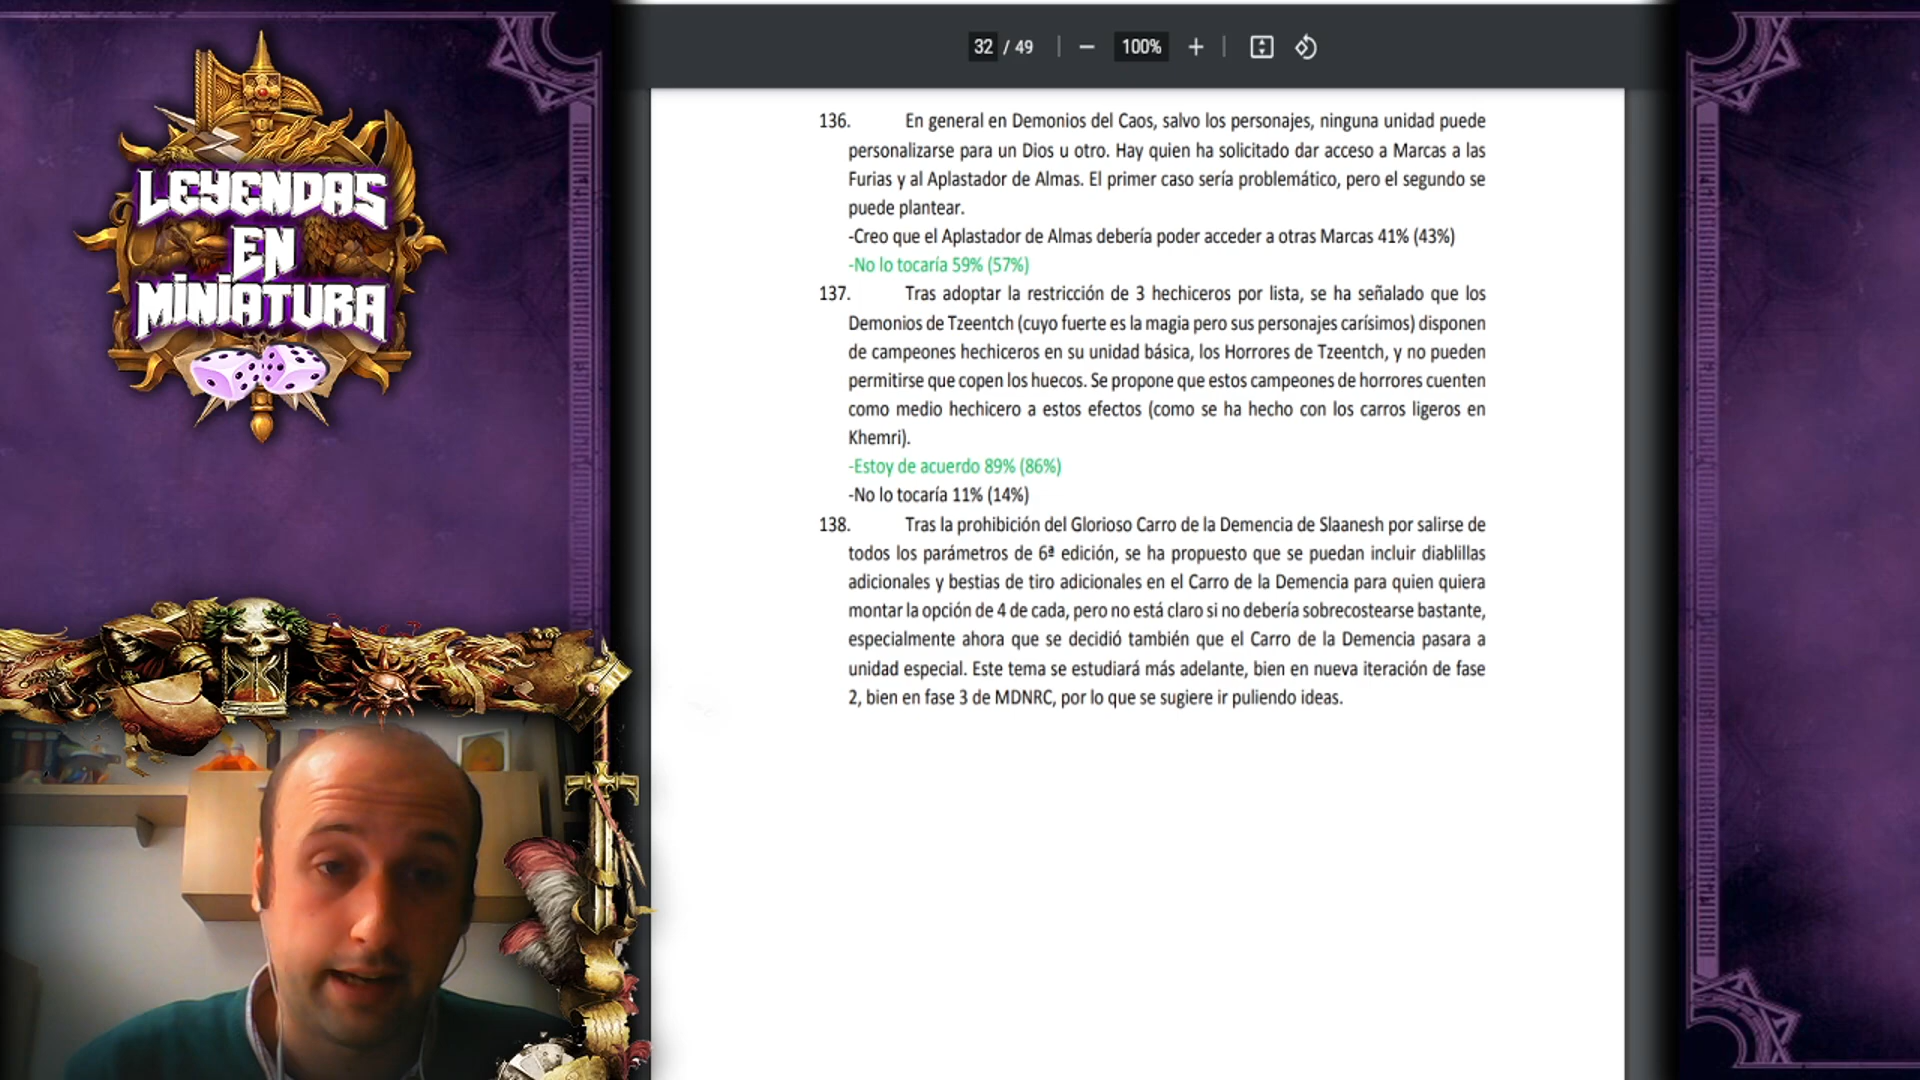 LEYENDAS
EN
MINIATURA
32 / 49
100%
136. En general en Demonios del Caos, salvo los personajes, ninguna unidad puede
personalizarse para un Dios u otro. Hay quien ha solicitado dar acceso a Marcas a las
Furias y al Aplastador de Almas. El primer caso sería problemático, pero el segundo se
puede plantear.
-Creo que el Aplastador de Almas debería poder acceder a otras Marcas 41% (43%)
-No lo tocaría 59% (57%)
137. Tras adoptar la restricción de 3 hechiceros por lista, se ha señalado que los
Demonios de Tzeentch (cuyo fuerte es la magia pero sus personajes carísimos) disponen
de campeones hechiceros en su unidad básica, los Horrores de Tzeentch, y no pueden
permitirse que copen los huecos. Se propone que estos campeones de horrores cuenten
como medio hechicero a estos efectos (como se ha hecho con los carros ligeros en
Khemri).
-Estoy de acuerdo 89% (86%)
-No lo tocaría 11% (14%)
138. Tras la prohibición del Glorioso Carro de la Demencia de Slaanesh por salirse de
todos los parámetros de 6ª edición, se ha propuesto que se puedan incluir diablillas
adicionales y bestias de tiro adicionales en el Carro de la Demencia para quien quiera
montar la opción de 4 de cada, pero no está claro si no debería sobrecostearse bastante,
especialmente ahora que se decidió también que el Carro de la Demencia pasara a
unidad especial. Este tema se estudiará más adelante, bien en nueva iteración de fase
2, bien en fase 3 de MDNRC, por lo que se sugiere ir puliendo ideas.